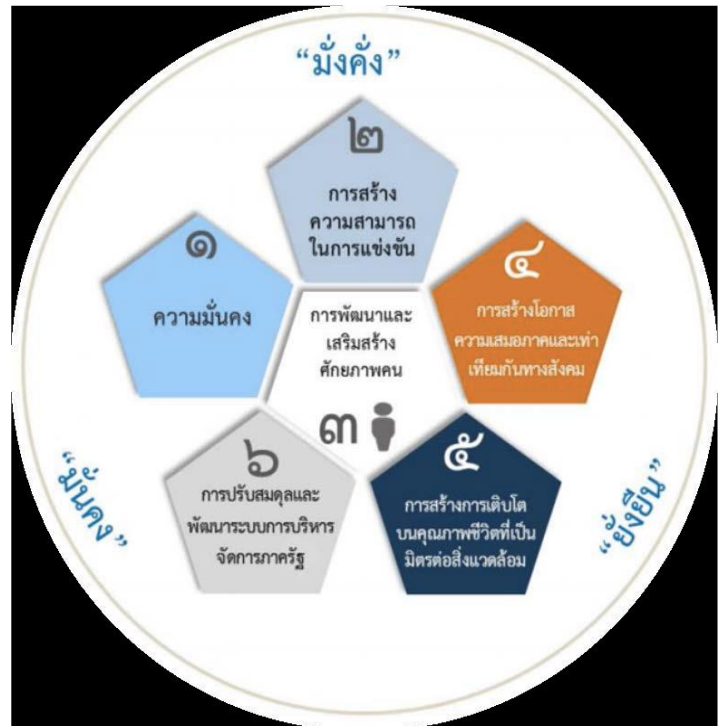 “มั่งคั่ง”
๒
การสร้าง
ความสามารถ
ในการแข่งขัน
๑
ความมั่นคง
๔
การสร้างโอกาส
ความเสมอภาคและเท่า
เทียมกันทางสังคม
การพัฒนาและ
เสริมสร้าง
ศักยภาพคน
๓
๖
การปรับสมดุลและ
พัฒนาระบบการบริหาร
จัดการภาครัฐ
๕
การสร้างการเติบโต
บนคุณภาพชีวิตที่เป็น
มิตรต่อสิ่งแวดล้อม
“มั่นคง”
“ยั่งยืน”